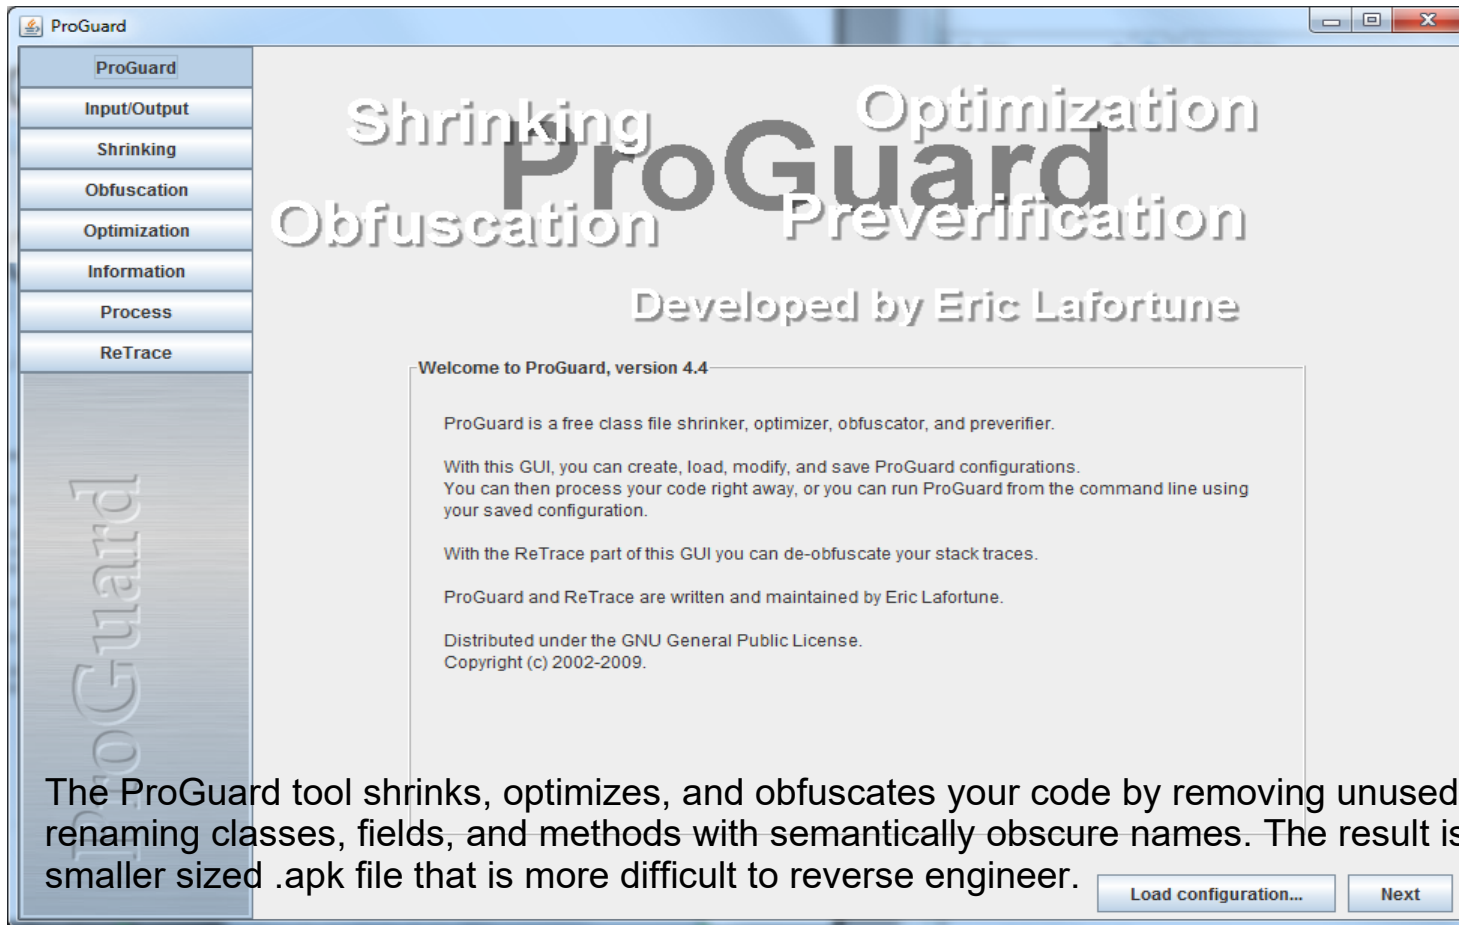 ProGuard
ProGuard
Input/Output
Shrinking
Obfuscation
Optimization
Information
Process
ReTrace
ProGuard
Shrinking
Optimization
ProGuard
Obfuscation
Preverification
Developed by Eric Lafortune
Welcome to ProGuard, version 4.4
ProGuard is a free class file shrinker, optimizer, obfuscator, and preverifier.
With this GUI, you can create, load, modify, and save ProGuard configurations.
You can then process your code right away, or you can run ProGuard from the command line using
your saved configuration.
With the ReTrace part of this GUI you can de-obfuscate your stack traces.
ProGuard and ReTrace are written and maintained by Eric Lafortune.
Distributed under the GNU General Public License.
Copyright (c) 2002-2009.
The ProGuard tool shrinks, optimizes, and obfuscates your code by removing unused
renaming classes, fields, and methods with semantically obscure names. The result is
smaller sized .apk file that is more difficult to reverse engineer.
Load configuration...
Next